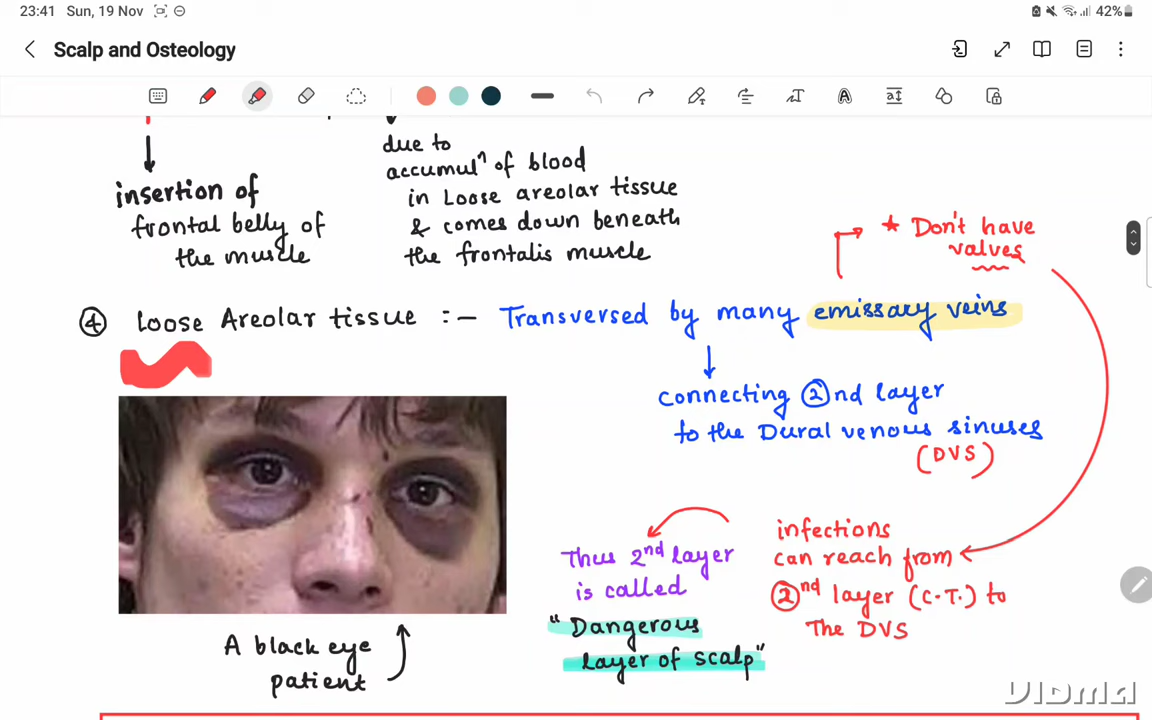 23:41 Sun, 19 Nov
42%
Scalp and Osteology
due to
accumulⁿ of blood
in Loose areolar tissue
& comes down beneath
the frontalis muscle
insertion of
frontal belly of
the muscle
★ Don't have
valves
④ Loose Areolar tissue :- Transversed by many emissary veins
connecting ②nd layer
to the Dural venous sinuses
(DVS)
infections
can reach from
②nd layer (C.T.) to
The DVS
Thus 2nd layer
is called
"Dangerous
layer of scalp"
A black eye
patient
VIDMA